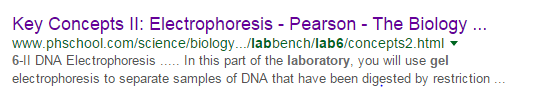 Key Concepts II: Electrophoresis - Pearson - The Biology ...
www.phschool.com/science/biology.../labbench/lab6/concepts2.html
6-II DNA Electrophoresis ..... In this part of the laboratory, you will use gel
electrophoresis to separate samples of DNA that have been digested by restriction ...